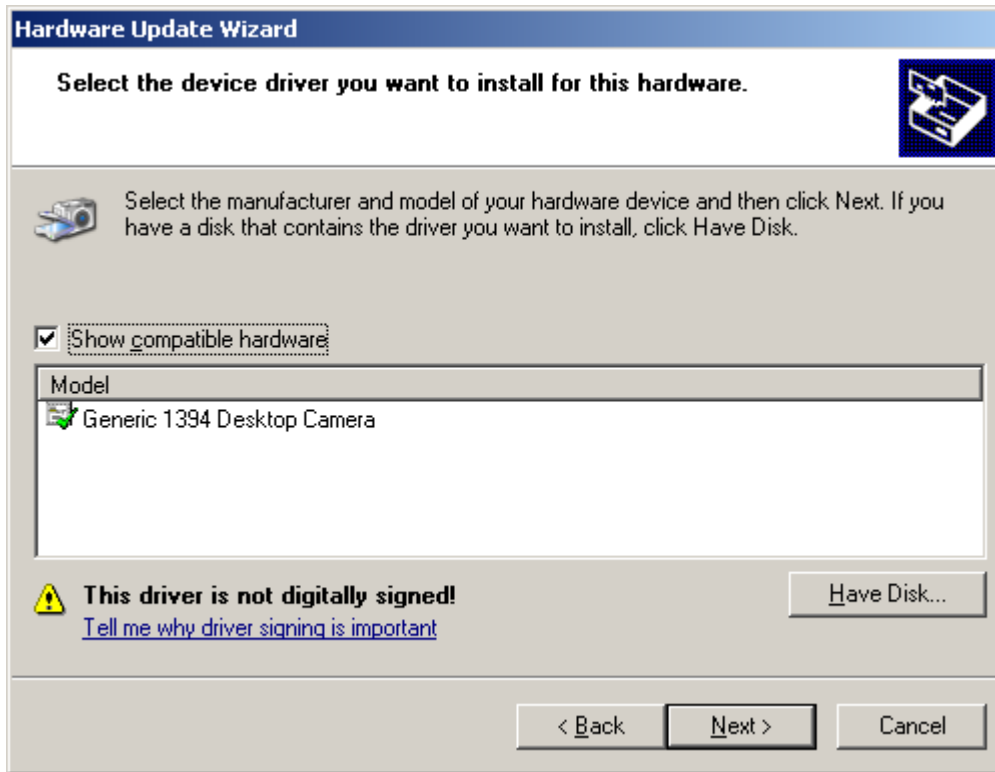 Hardware Update Wizard
Select the device driver you want to install for this hardware.
Select the manufacturer and model of your hardware device and then click Next. If you
have a disk that contains the driver you want to install, click Have Disk.
Show compatible hardware
Model
Generic 1394 Desktop Camera
This driver is not digitally signed!
Have Disk...
Tell me why driver signing is important
< Back Next > Cancel